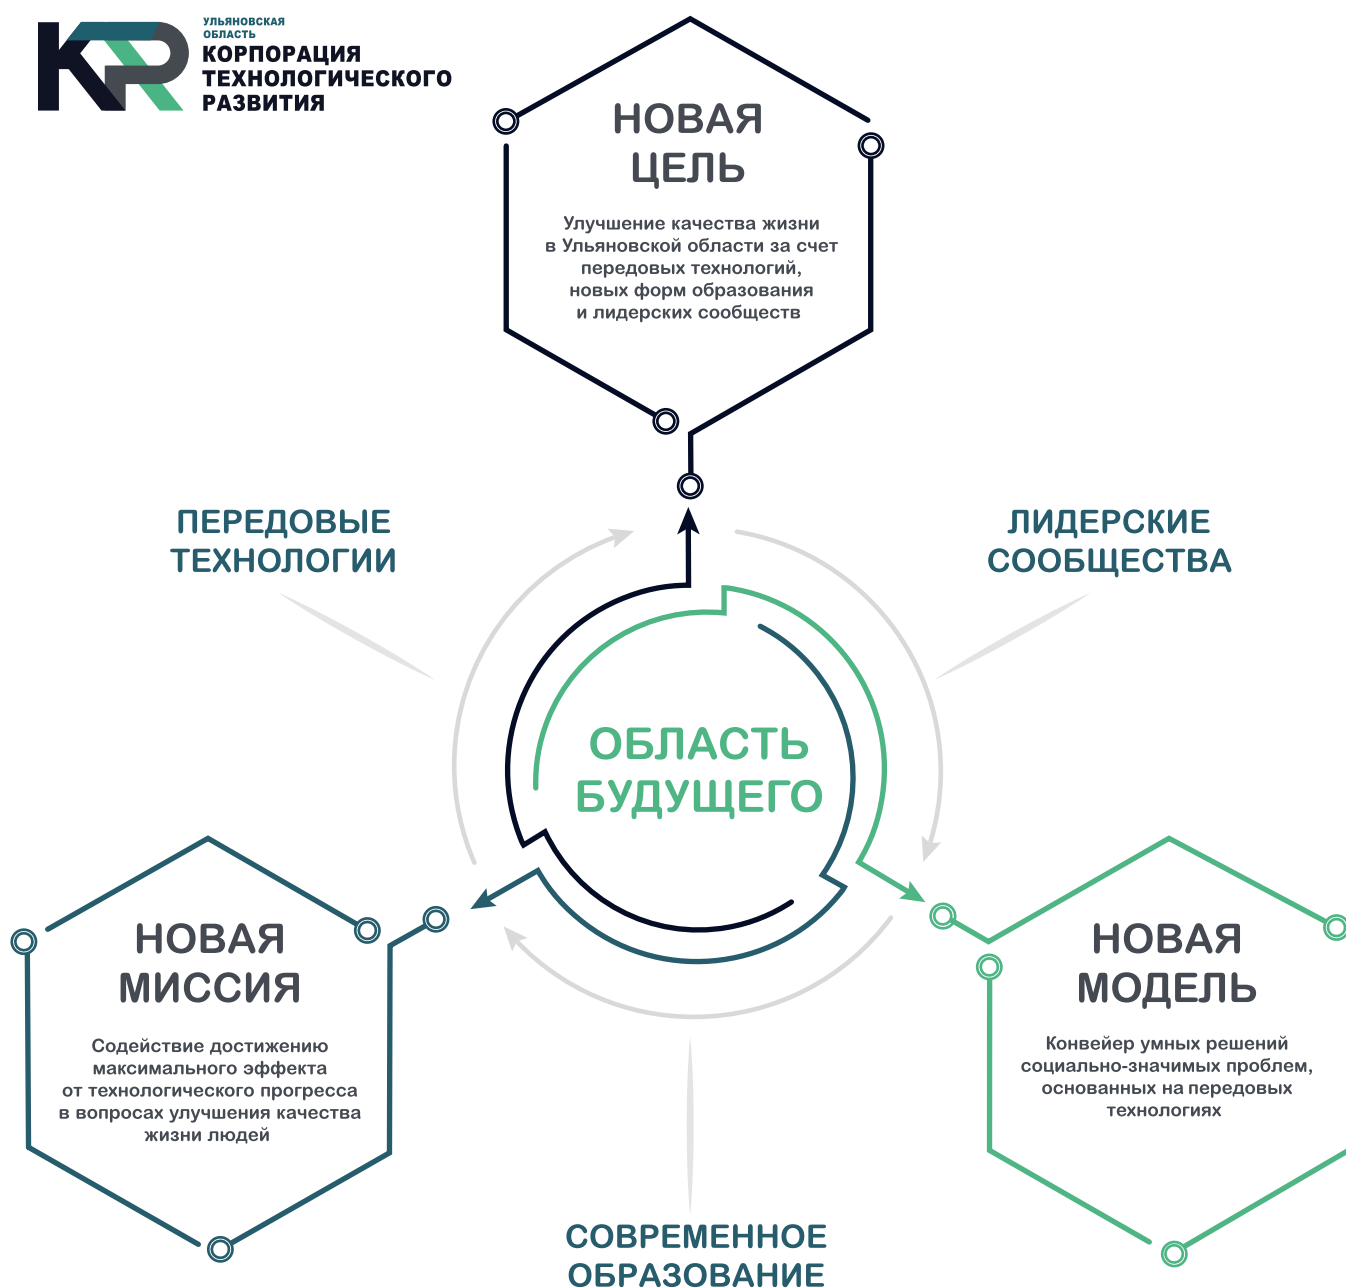 УЛЬЯНОВСКАЯ
ОБЛАСТЬ
КОРПОРАЦИЯ
ТЕХНОЛОГИЧЕСКОГО
РАЗВИТИЯ
НОВАЯ
ЦЕЛЬ
Улучшение качества жизни
в Ульяновской области за счет
передовых технологий,
новых форм образования
и лидерских сообществ
ПЕРЕДОВЫЕ
ТЕХНОЛОГИИ
ЛИДЕРСКИЕ
СООБЩЕСТВА
ОБЛАСТЬ
БУДУЩЕГО
НОВАЯ
МИССИЯ
Содействие достижению
максимального эффекта
от технологического прогресса
в вопросах улучшения качества
жизни людей
НОВАЯ
МОДЕЛЬ
Конвейер умных решений
социально-значимых проблем,
основанных на передовых
технологиях
СОВРЕМЕННОЕ
ОБРАЗОВАНИЕ